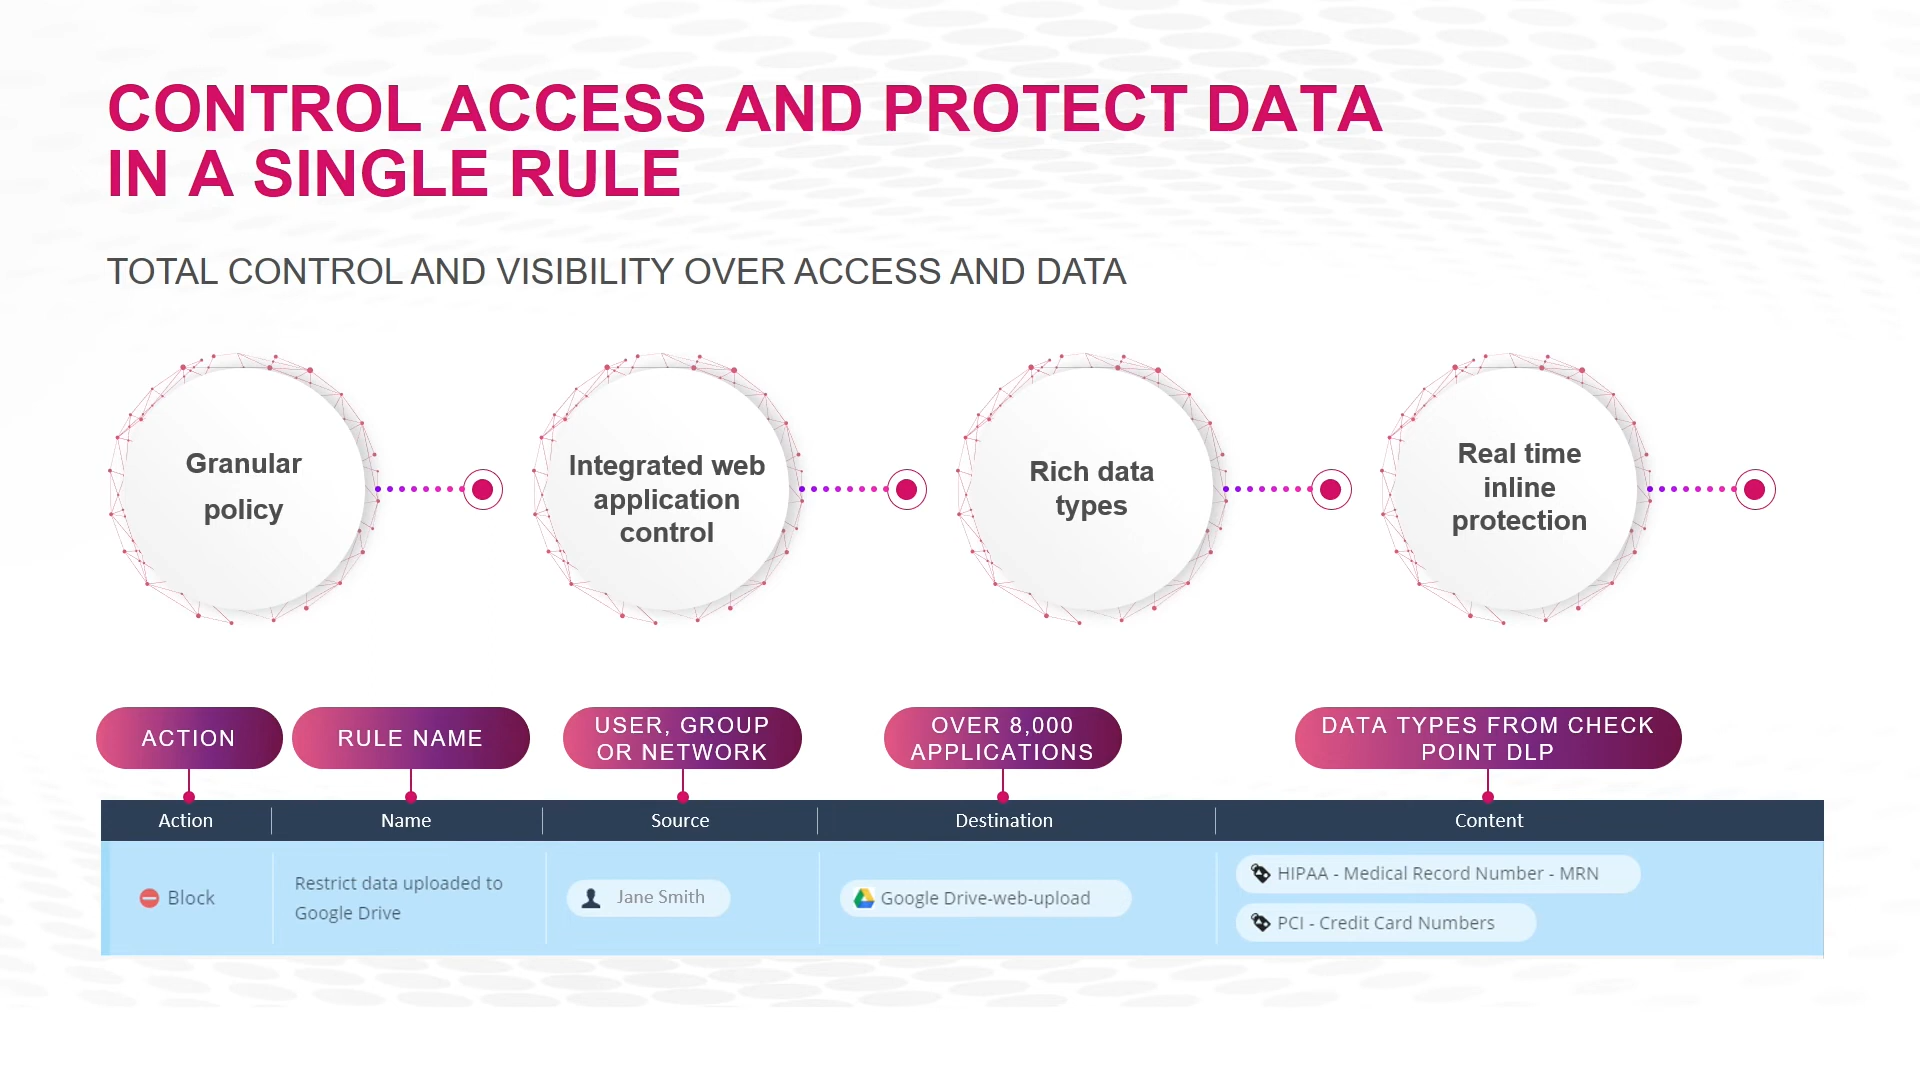 CONTROL ACCESS AND PROTECT DATA
IN A SINGLE RULE
TOTAL CONTROL AND VISIBILITY OVER ACCESS AND DATA
Granular
policy
Integrated web
application
control
Rich data
types
Real time
inline
protection
ACTION
RULE NAME
USER, GROUP
OR NETWORK
OVER 8,000
APPLICATIONS
DATA TYPES FROM CHECK
POINT DLP
Action
Name
Source
Destination
Content
Block
Restrict data uploaded to
Google Drive
Jane Smith
Google Drive-web-upload
HIPAA - Medical Record Number - MRN
PCI - Credit Card Numbers